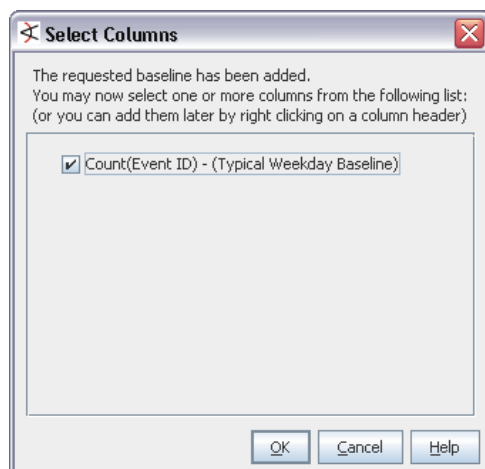 Select Columns
The requested baseline has been added.
You may now select one or more columns from the following list:
(or you can add them later by right clicking on a column header)
Count(Event ID) - (Typical Weekday Baseline)
OK Cancel Help